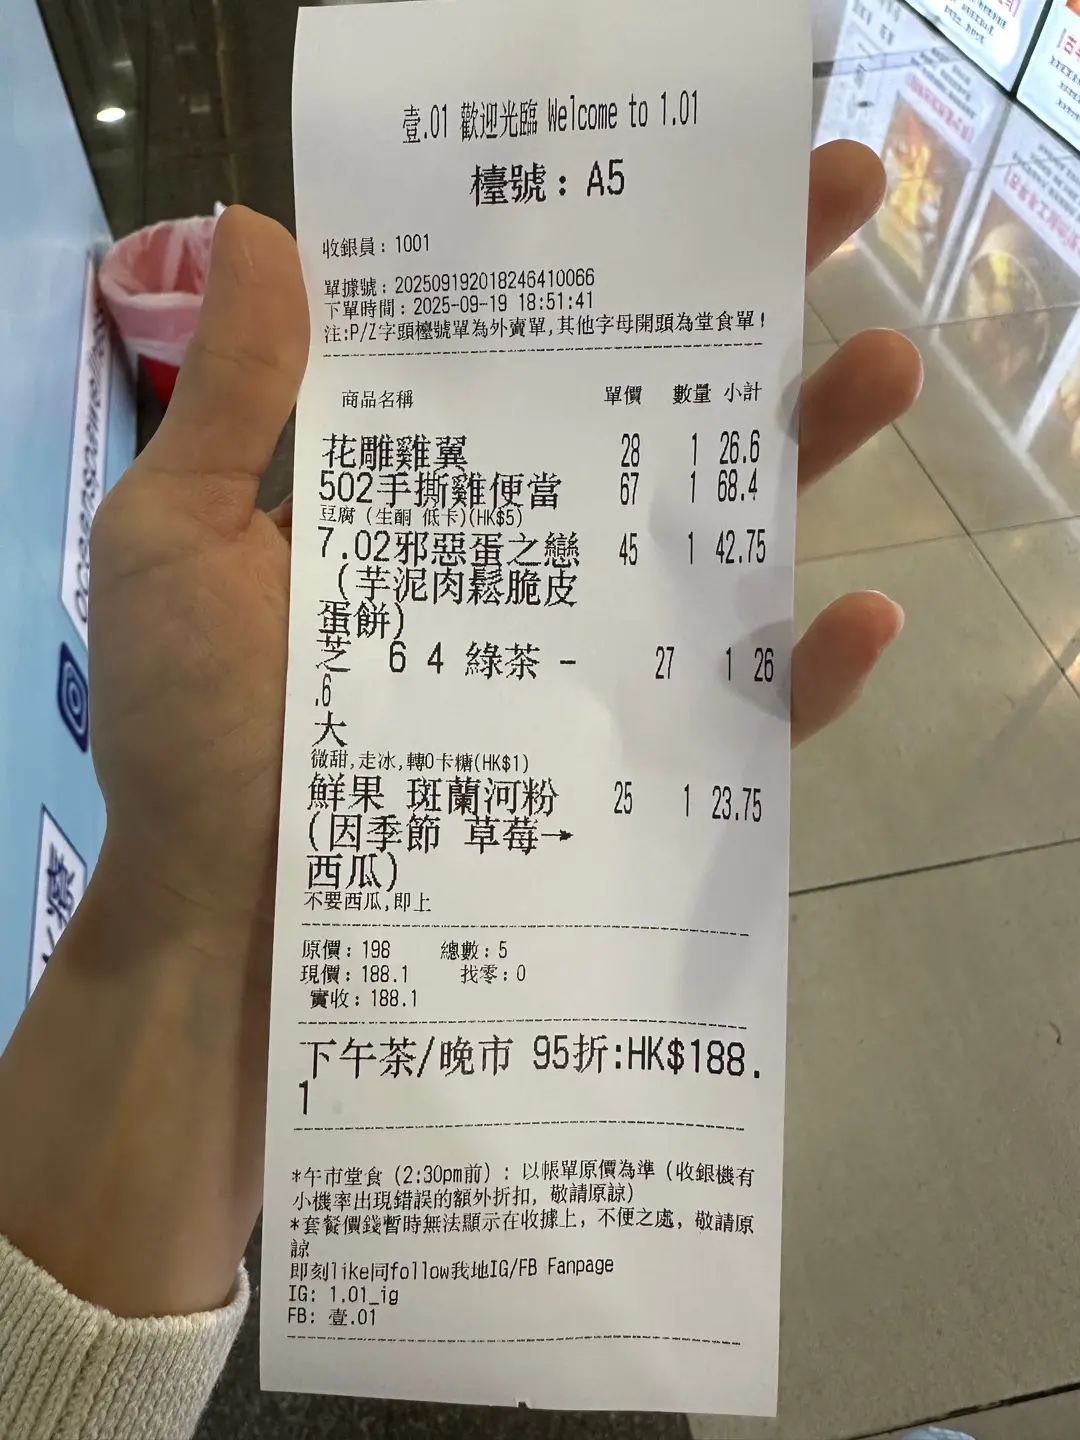 壹.01 歡迎光臨 Welcome to 1.01
檯號: A5
收銀員: 1001
單據號: 202509192018246410066
下單時間: 2025-09-19 18:51:41
注:P/Z字頭檯號單為外賣單,其他字母開頭為堂食單!
商品名稱 單價 數量 小計
花雕雞翼 28 1 26.6
502手撕雞便當 67 1 68.4
豆腐 (生酮 低卡)(HK$5)
7.02邪惡蛋之戀 45 1 42.75
(芋泥肉鬆脆皮
蛋餅)
芝 6 4 綠茶 - 27 1 26
.6
大
微甜,走冰,轉0卡糖(HK$1)
鮮果 斑蘭河粉 25 1 23.75
(因季節 草莓→
西瓜)
不要西瓜,即上
原價: 198 總數: 5
現價: 188.1 找零: 0
實收: 188.1
下午茶/晚市 95折:HK$188.
1
*午市堂食 (2:30pm前) : 以帳單原價為準 (收銀機有
小機率出現錯誤的額外折扣, 敬請原諒)
*套餐價錢暫時無法顯示在收據上, 不便之處, 敬請原
諒
即刻like同follow我地IG/FB Fanpage
IG: 1.01_ig
FB: 壹.01